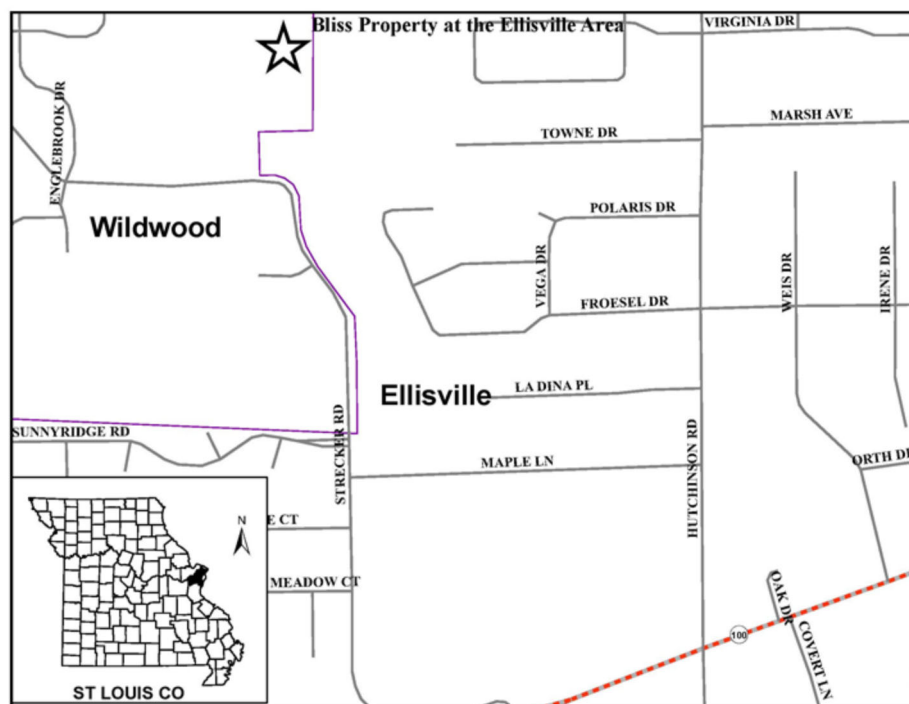 Bliss Property at the Ellisville Area
VIRGINIA DR
ENGLEBROOK DR
MARSH AVE
TOWNE DR
Wildwood
POLARIS DR
VEGA DR
WEIS DR
IRENE DR
FROESEL DR
Ellisville
LA DINA PL
SUNNYRIDGE RD
STRECKER RD
HUTCHINSON RD
MAPLE LN
ORTH DR
N
E CT
MEADOW CT
OAK DR
COVERT LN
100
ST LOUIS CO